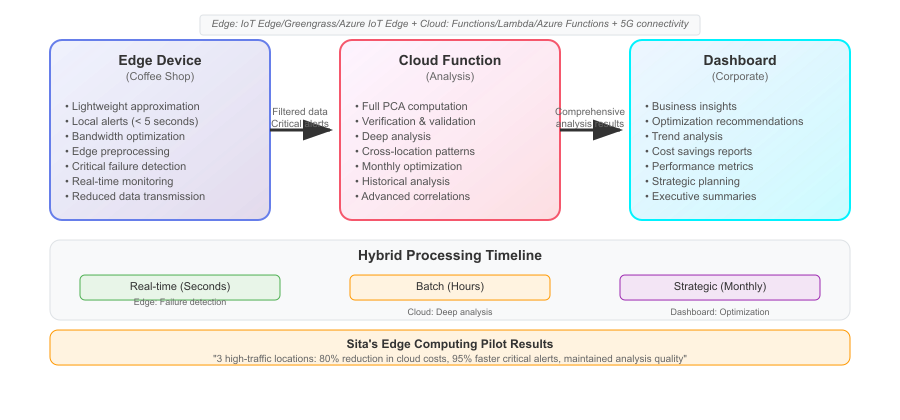 Edge: IoT Edge/Greengrass/Azure IoT Edge + Cloud: Functions/Lambda/Azure Functions + 5G connectivity
Edge Device
(Coffee Shop)
• Lightweight approximation
• Local alerts (< 5 seconds)
• Bandwidth optimization
• Edge preprocessing
• Critical failure detection
• Real-time monitoring
• Reduced data transmission
Filtered data
Critical alerts
Cloud Function
(Analysis)
• Full PCA computation
• Verification & validation
• Deep analysis
• Cross-location patterns
• Monthly optimization
• Historical analysis
• Advanced correlations
Comprehensive
analysis results
Dashboard
(Corporate)
• Business insights
• Optimization recommendations
• Trend analysis
• Cost savings reports
• Performance metrics
• Strategic planning
• Executive summaries
Hybrid Processing Timeline
Real-time (Seconds)
Edge: Failure detection
Batch (Hours)
Cloud: Deep analysis
Strategic (Monthly)
Dashboard: Optimization
Sita's Edge Computing Pilot Results
"3 high-traffic locations: 80% reduction in cloud costs, 95% faster critical alerts, maintained analysis quality"